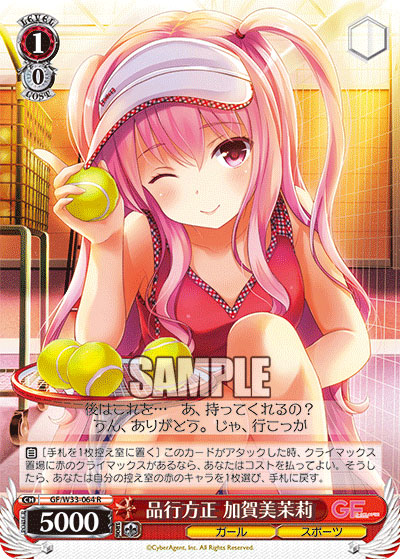 LEVEL
1
0
COST
SAMPLE
後はこれを… あ、持ってくれるの？
うん、ありがとう。じゃ、行こっか
自 [手札を1枚控え室に置く] このカードがアタックした時、クライマックス
置場に赤のクライマックスがあるなら、あなたはコストを払ってよい。そうし
たら、あなたは自分の控え室の赤のキャラを1枚選び、手札に戻す。
CH GF/W33-064 R
5000
品行方正 加賀美茉莉
GF
ガール スポーツ
©CyberAgent, Inc. All Rights Reserved.